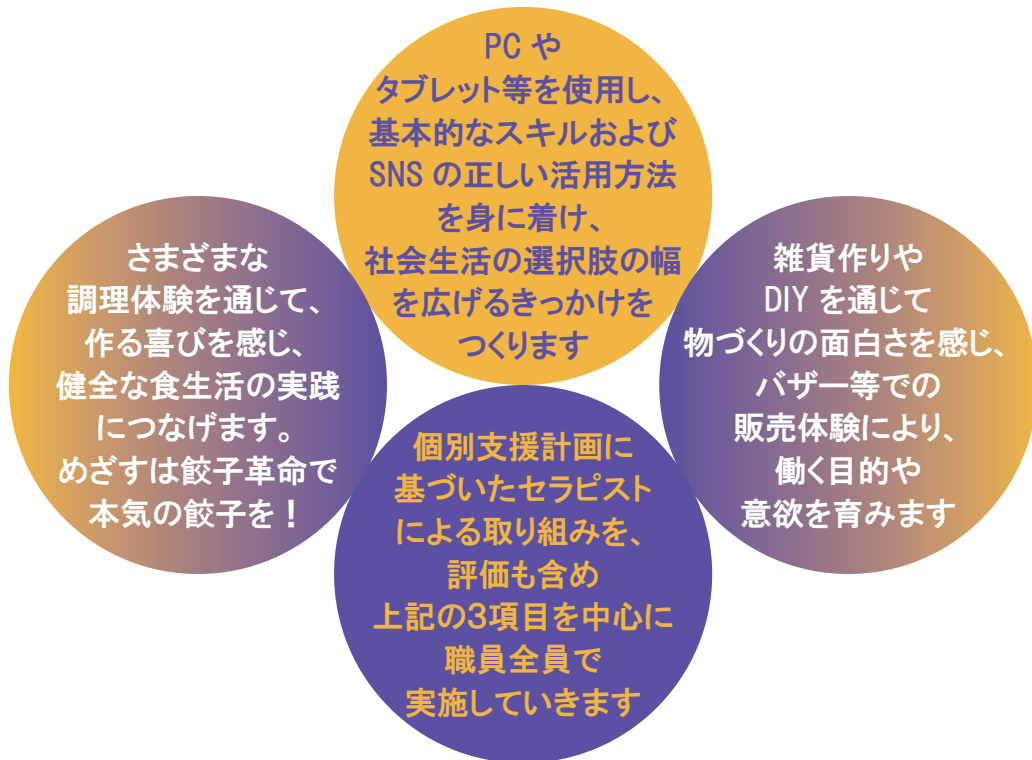 PC や
タブレット等を使用し、
基本的なスキルおよび
SNS の正しい活用方法
を身に着け、
社会生活の選択肢の幅
を広げるきっかけを
つくります
さまざまな
調理体験を通じて、
作る喜びを感じ、
健全な食生活の実践
につなげます。
めざすは餃子革命で
本気の餃子を！
雑貨作りや
DIY を通じて
物づくりの面白さを感じ、
バザー等での
販売体験により、
働く目的や
意欲を育みます
個別支援計画に
基づいたセラピスト
による取り組みを、
評価も含め
上記の3項目を中心に
職員全員で
実施していきます